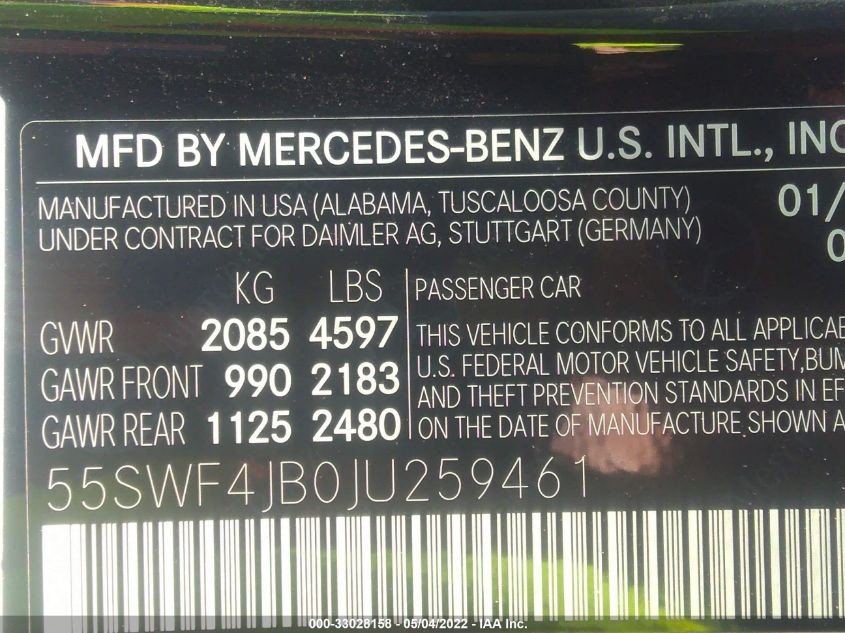 MFD BY MERCEDES-BENZ U.S. INTL., INC
MANUFACTURED IN USA (ALABAMA, TUSCALOOSA COUNTY) 01/
UNDER CONTRACT FOR DAIMLER AG, STUTTGART (GERMANY) 0
KG LBS PASSENGER CAR
GVWR 2085 4597 THIS VEHICLE CONFORMS TO ALL APPLICAB
GAWR FRONT 990 2183 U.S. FEDERAL MOTOR VEHICLE SAFETY, BUM
AND THEFT PREVENTION STANDARDS IN EF
GAWR REAR 1125 2480 ON THE DATE OF MANUFACTURE SHOWN A
55SWF4JB0JU259461
000-33028158 - 05/04/2022 - IAA Inc.